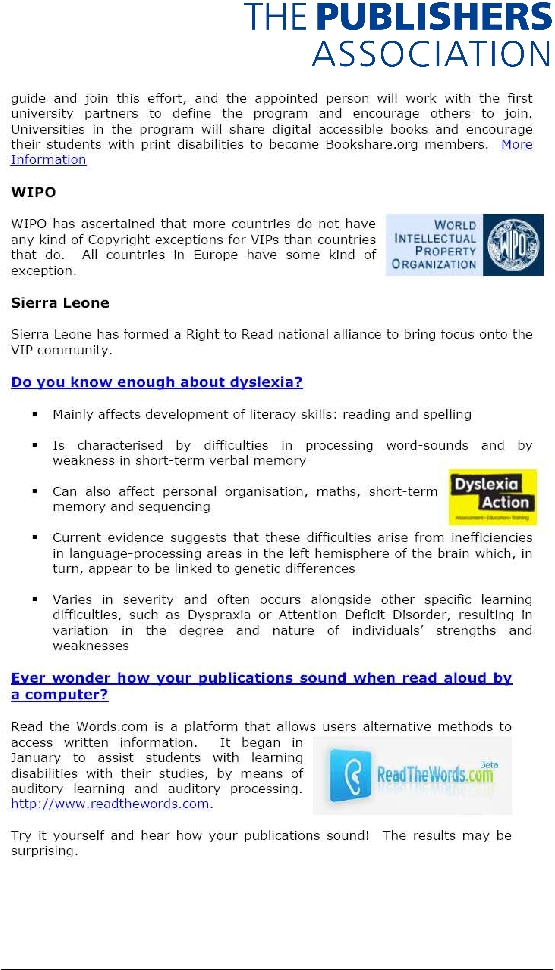 THE PUBLISHERS
ASSOCIATION
guide and join this effort, and the appointed person will work with the first
university partners to define the program and encourage others to join.
Universities in the program will share digital accessible books and encourage
their students with print disabilities to become Bookshare.org members. More
Information
WIPO
WIPO has ascertained that more countries do not have
any kind of Copyright exceptions for VIPs than countries
that do. All countries in Europe have some kind of
exception.
WORLD
INTELLECTUAL
PROPERTY
ORGANIZATION
WIPO
Sierra Leone
Sierra Leone has formed a Right to Read national alliance to bring focus onto the
VIP community.
Do you know enough about dyslexia?
▪ Mainly affects development of literacy skills: reading and spelling
▪ Is characterised by difficulties in processing word-sounds and by
weakness in short-term verbal memory
▪ Can also affect personal organisation, maths, short-term
memory and sequencing
Dyslexia
Action
Assessment • Education • Training
▪ Current evidence suggests that these difficulties arise from inefficiencies
in language-processing areas in the left hemisphere of the brain which, in
turn, appear to be linked to genetic differences
▪ Varies in severity and often occurs alongside other specific learning
difficulties, such as Dyspraxia or Attention Deficit Disorder, resulting in
variation in the degree and nature of individuals' strengths and
weaknesses
Ever wonder how your publications sound when read aloud by
a computer?
Read the Words.com is a platform that allows users alternative methods to
access written information. It began in
January to assist students with learning
disabilities with their studies, by means of
auditory learning and auditory processing.
http://www.readthewords.com.
Beta
ReadTheWords.com
Try it yourself and hear how your publications sound! The results may be
surprising.